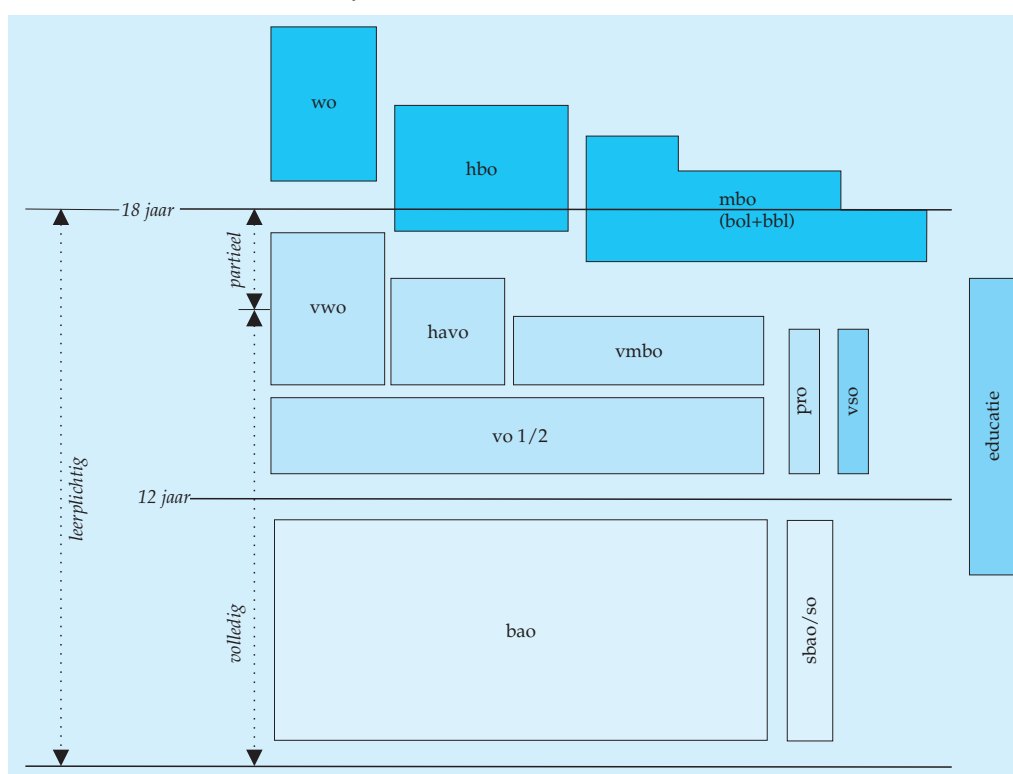 wo
hbo
mbo
(bol+bbl)
18 jaar
partieel
vwo
havo
vmbo
pro
vso
educatie
vo 1/2
leerplichtig
12 jaar
volledig
bao
sbao/so